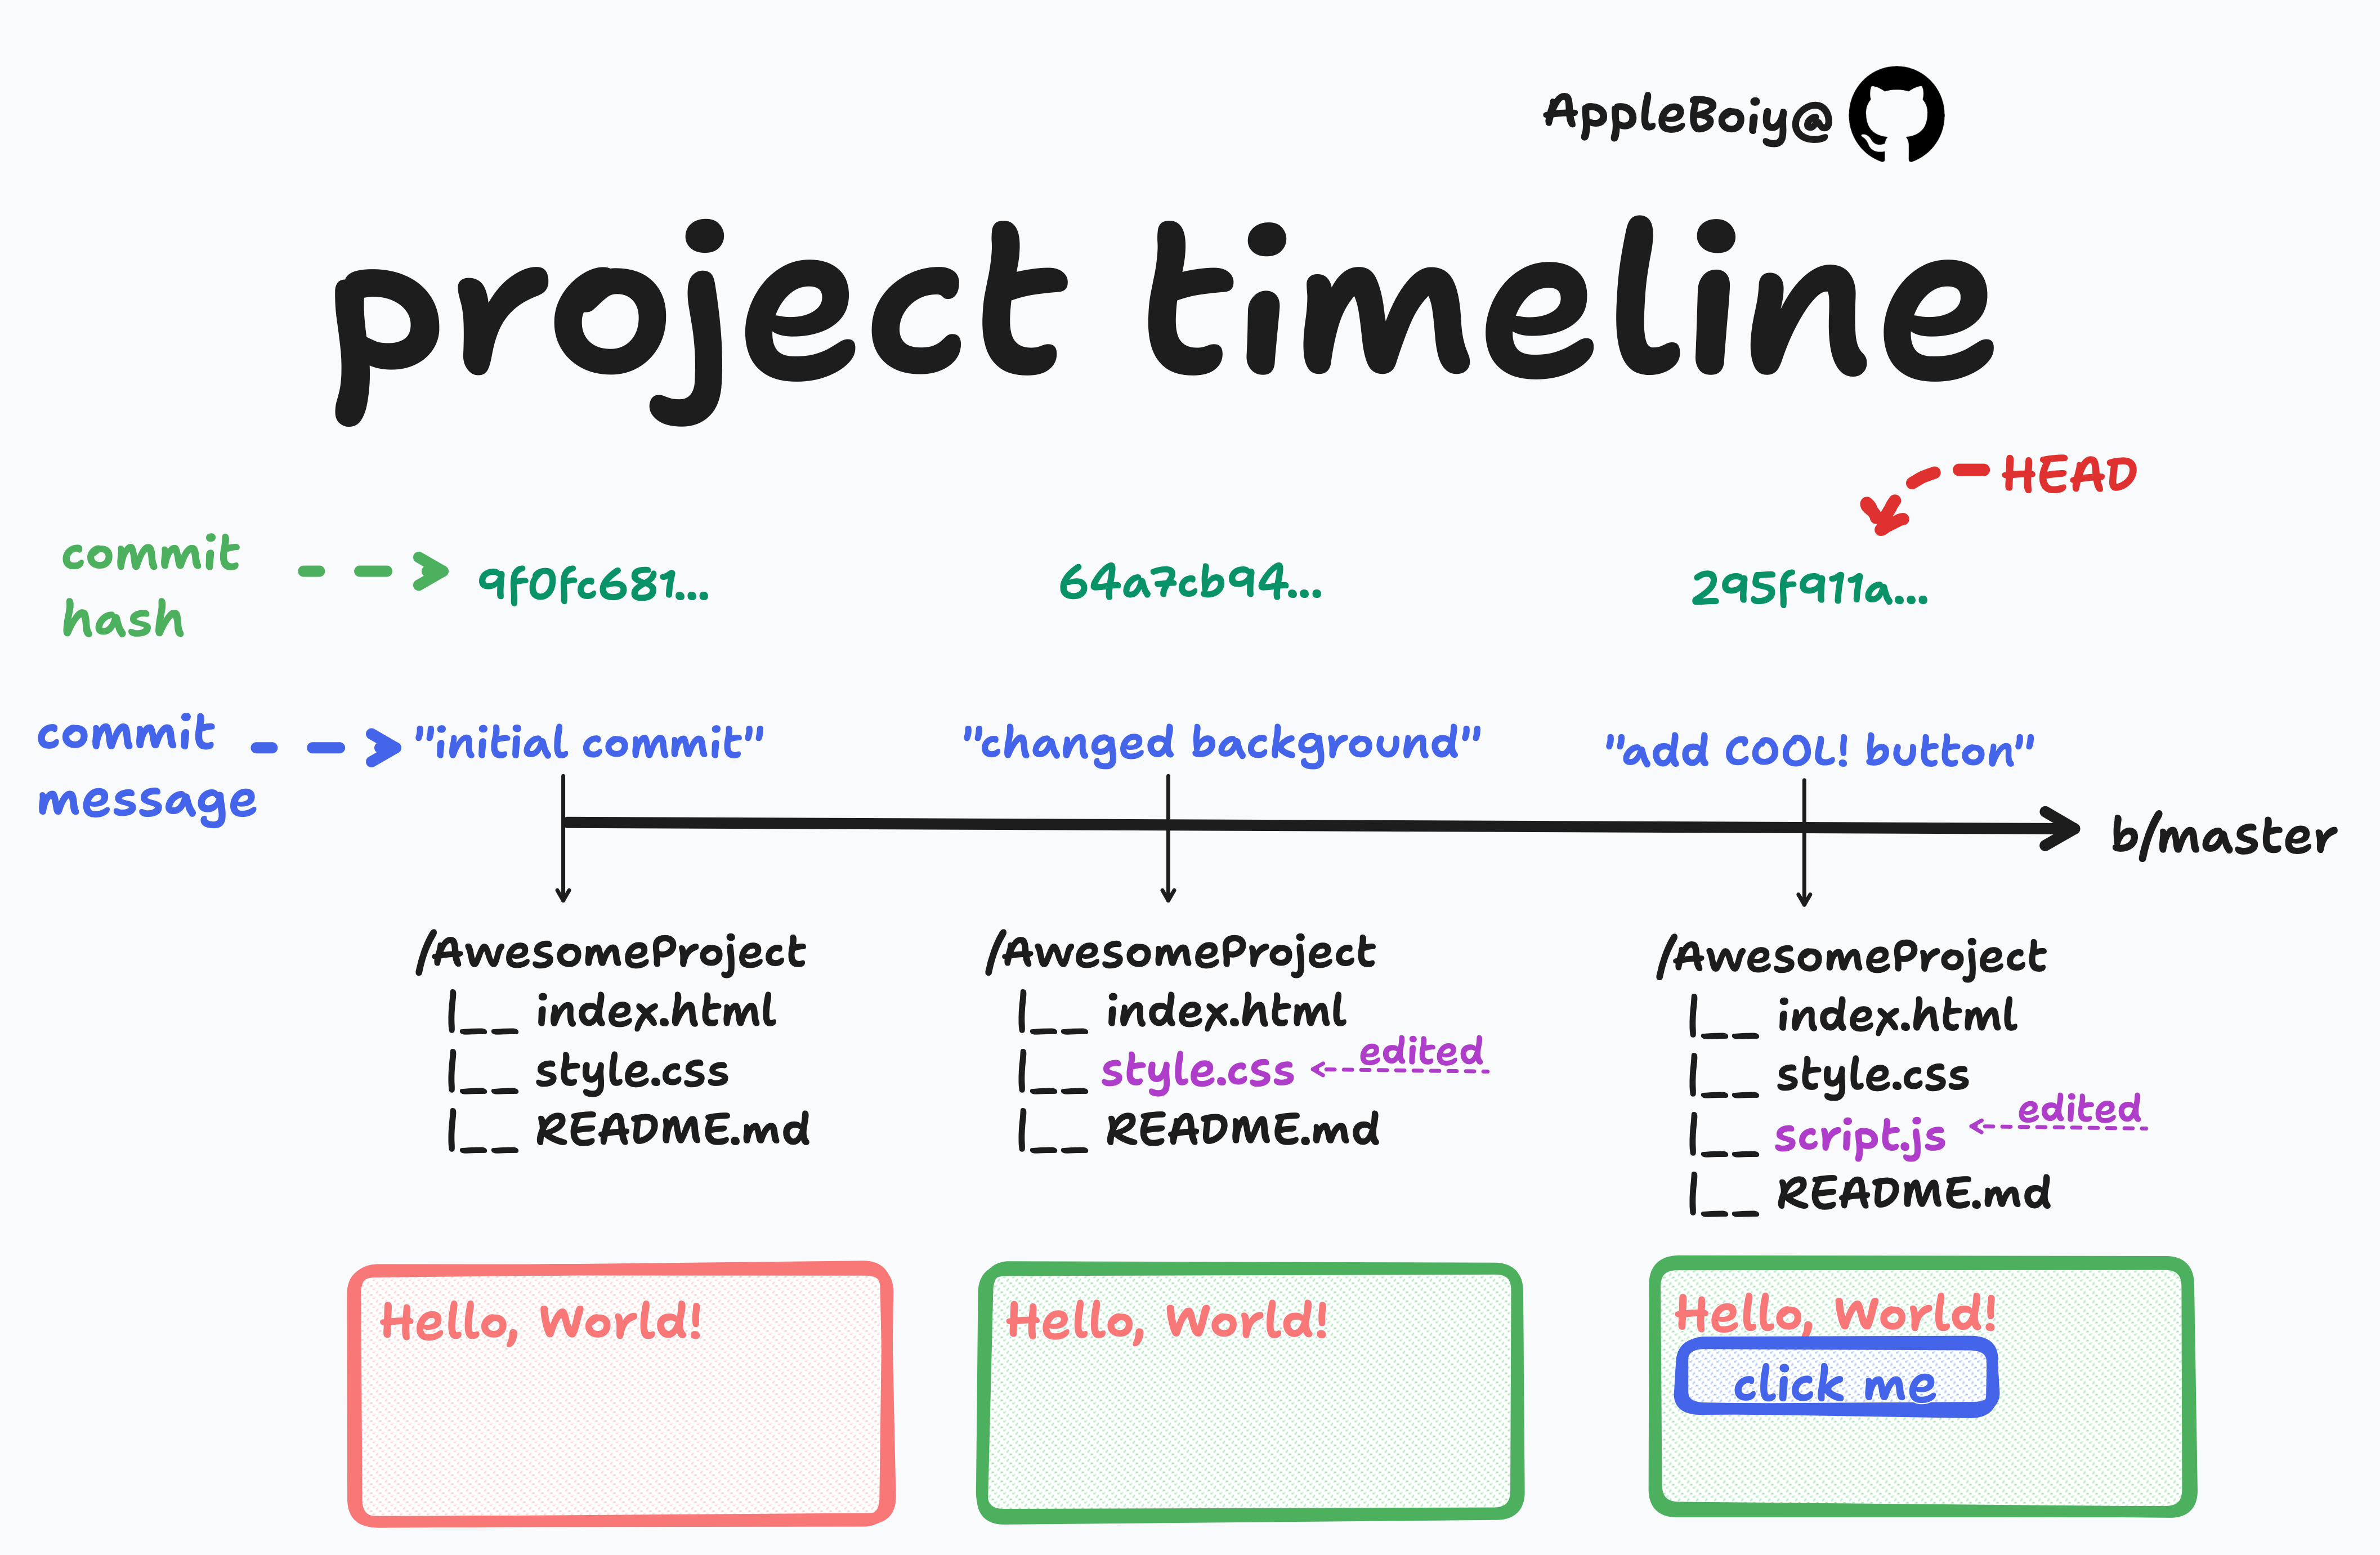 AppleBoiy@
project timeline
HEAD
commit
hash
9f0fc681...
64a7cb94...
295f911a...
commit
message
"initial commit"
"changed background"
"add COOL! button"
b/master
/AwesomeProject
|__ index.html
|__ style.css
|__ README.md
/AwesomeProject
|__ index.html
|__ style.css
edited
|__ README.md
/AwesomeProject
|__ index.html
|__ style.css
|__ script.js
edited
|__ README.md
Hello, World!
Hello, World!
Hello, World!
click me